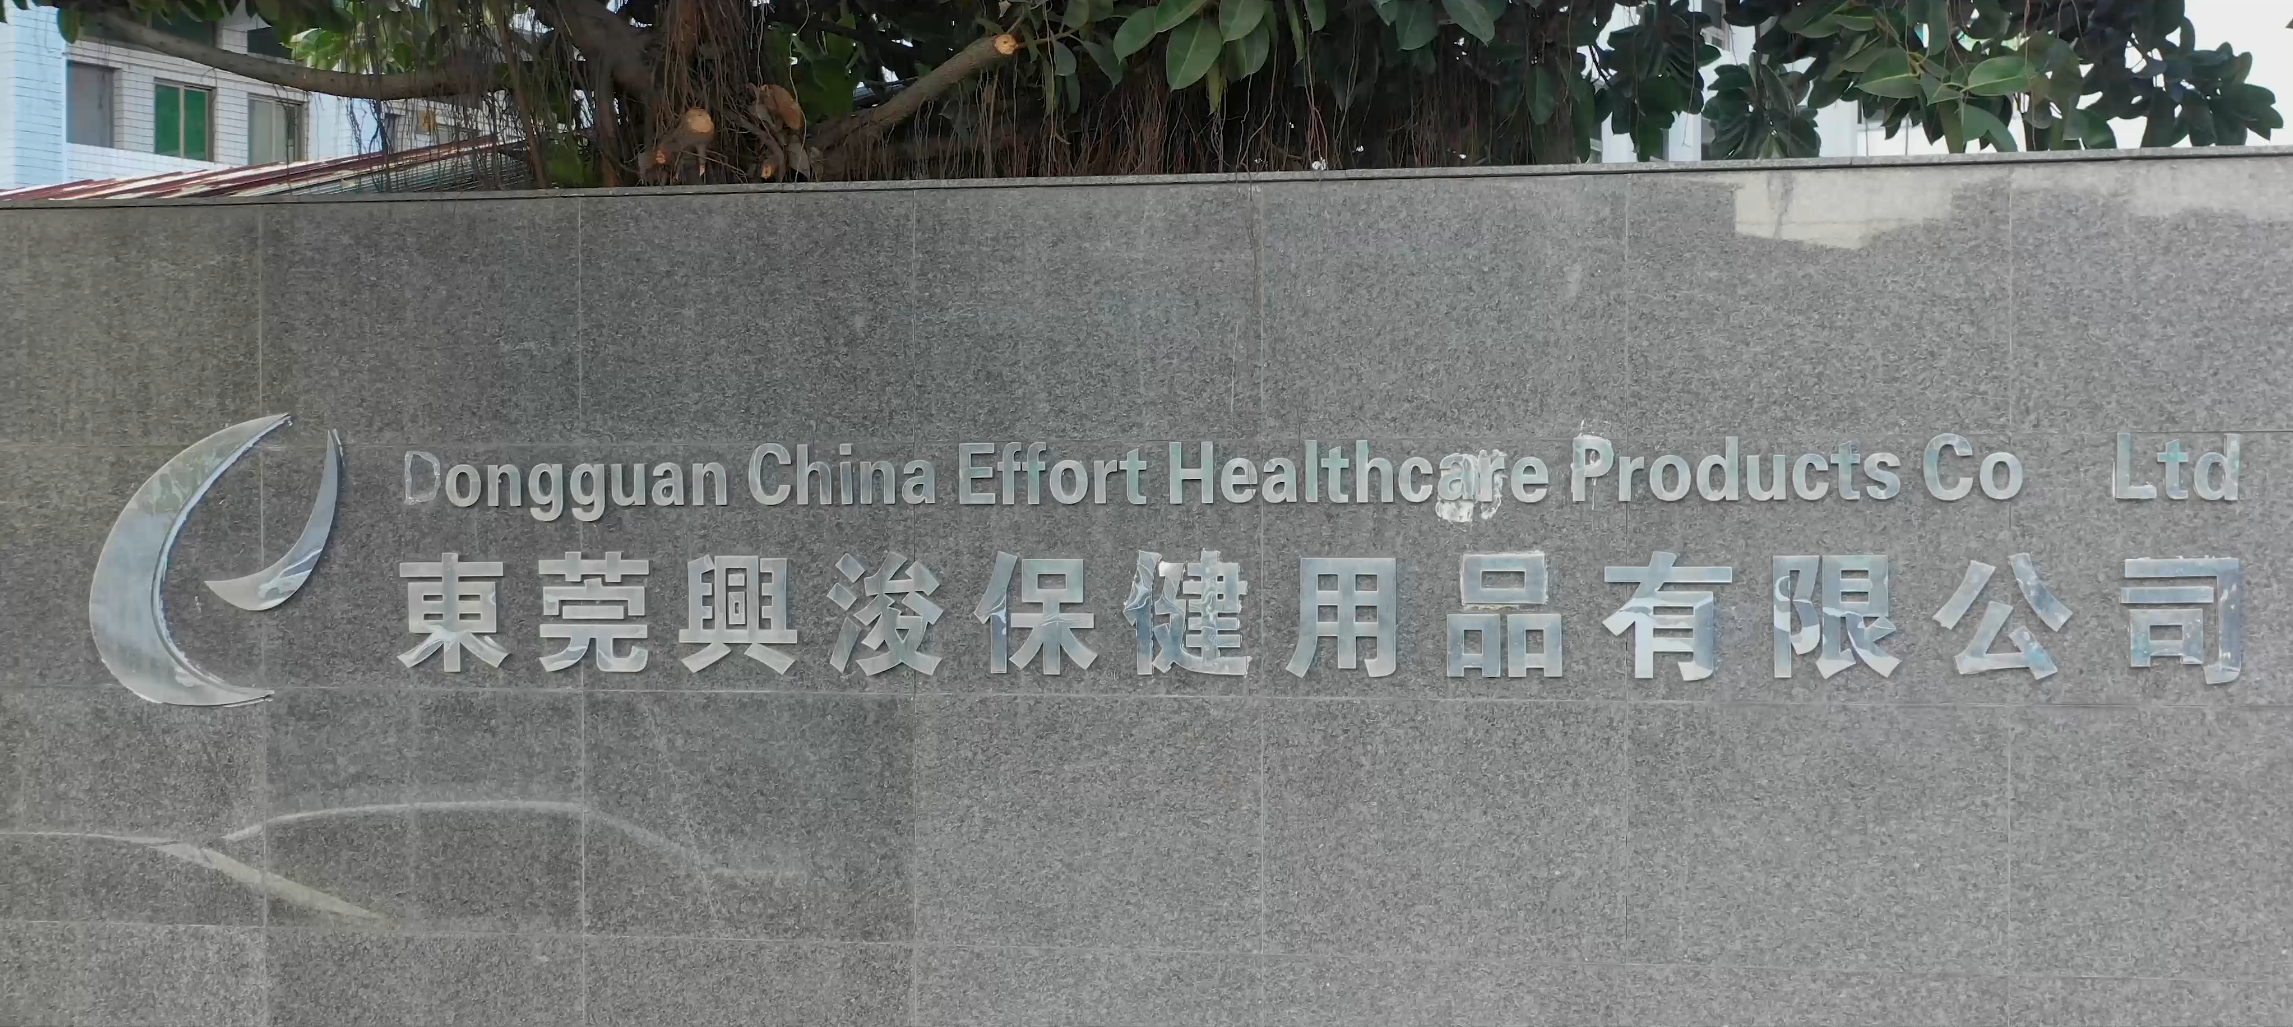 Dongguan China Effort Healthcare Products Co Ltd
東莞興浚保健用品有限公司